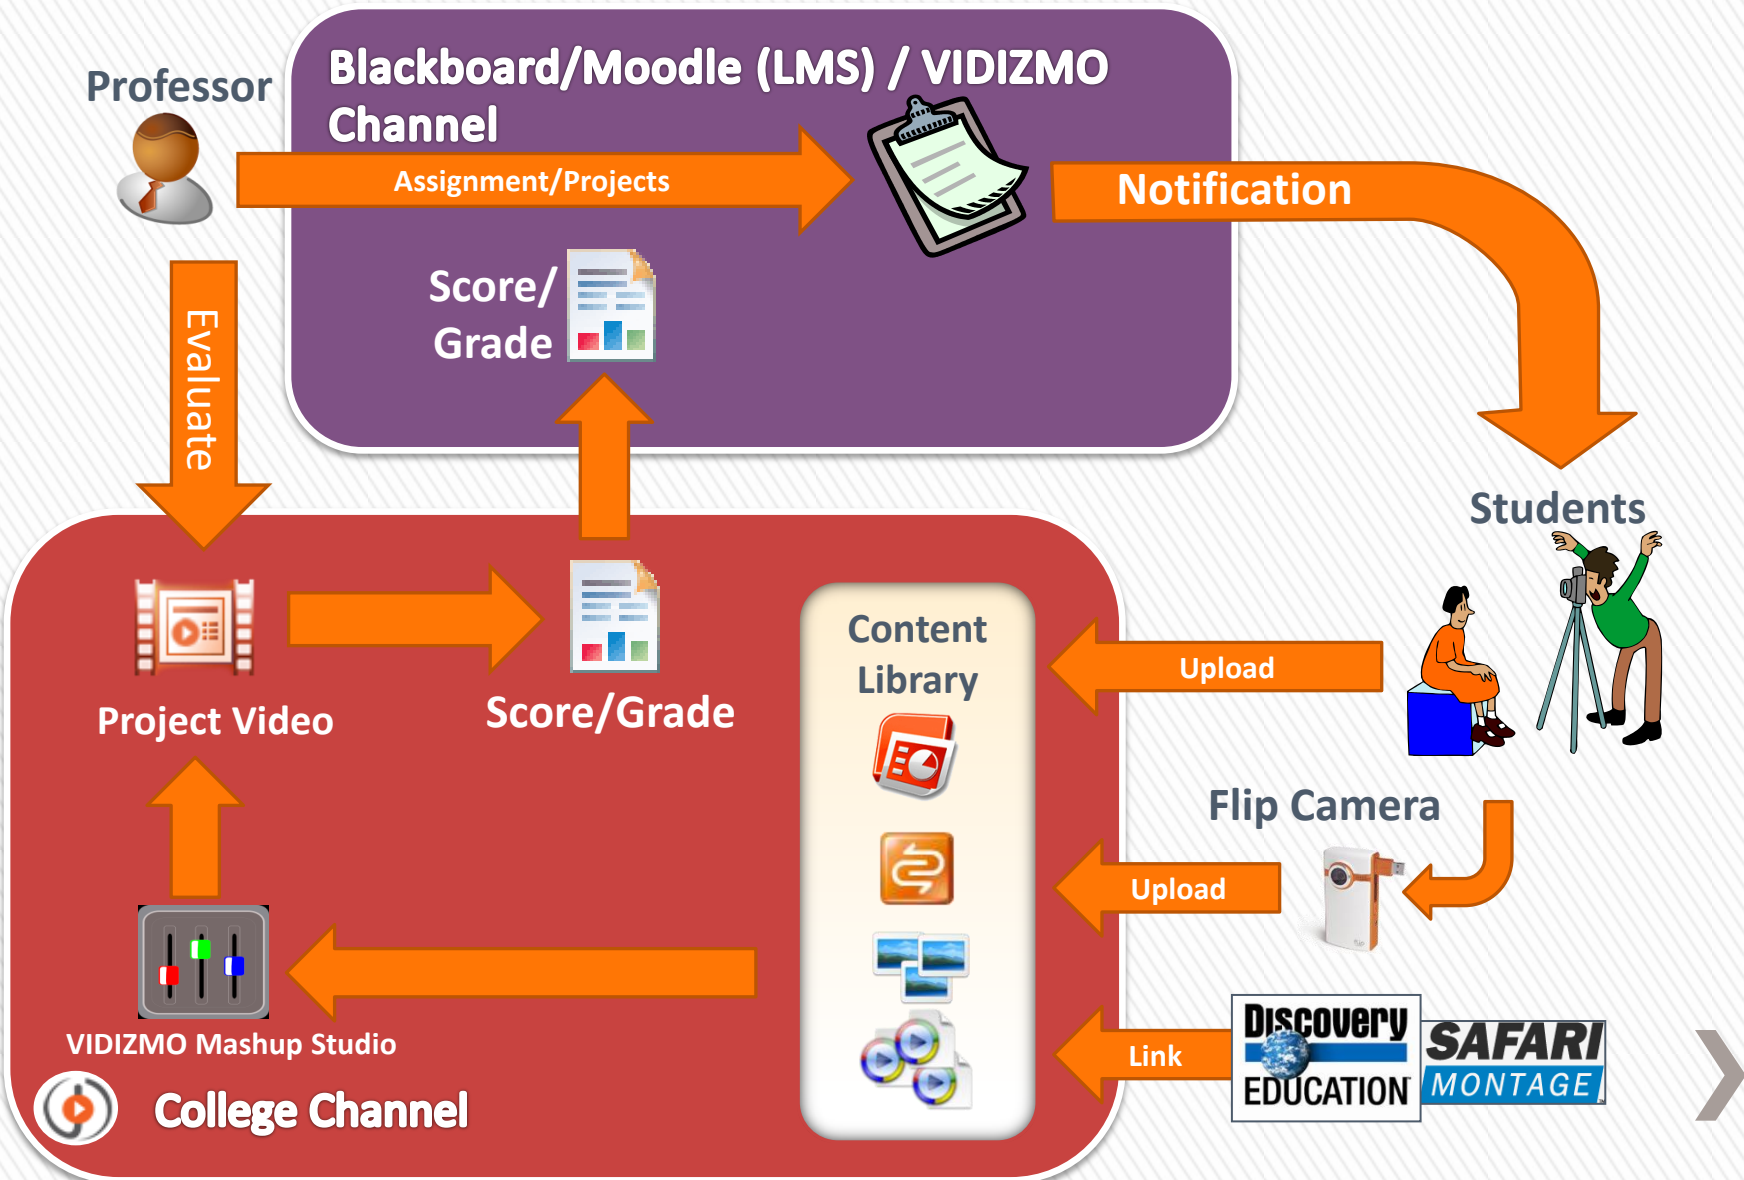 Professor
Blackboard/Moodle (LMS) / VIDIZMO
Channel
Assignment/Projects
Notification
Score/
Grade
Evaluate
Students
Project Video
Score/Grade
Content
Library
Upload
Flip Camera
Upload
VIDIZMO Mashup Studio
Link
DISCOVERY
EDUCATION
SAFARI
MONTAGE
College Channel